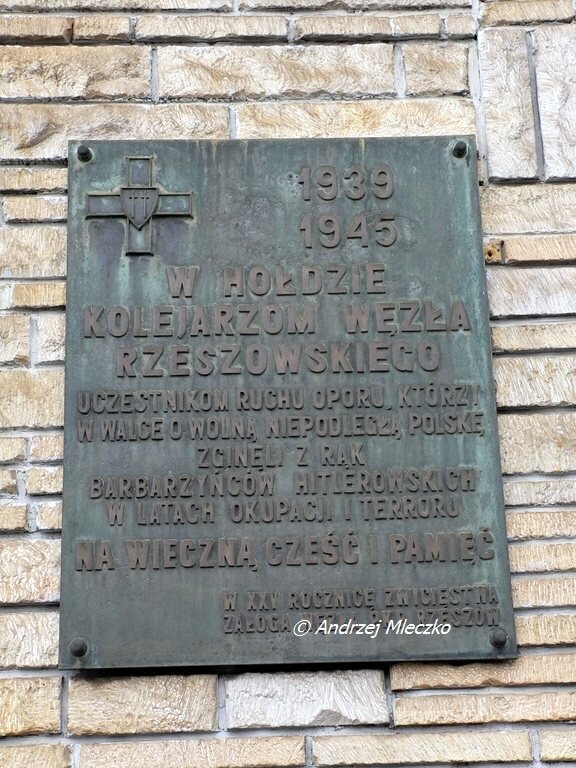 1939
1945
W HOŁDZIE
KOLEJARZOM WĘZŁA
RZESZOWSKIEGO
UCZESTNIKOM RUCHU OPORU, KTÓRZY
W WALCE O WOLNĄ NIEPODLEGŁĄ POLSKĘ
ZGINĘLI Z RĄK
BARBARZYŃCÓW HITLEROWSKICH
W LATACH OKUPACJI I TERRORU
NA WIECZNĄ CZEŚĆ I PAMIĘĆ
W XXV ROCZNICĘ ZWYCIĘSTWA
ZAŁOGA PKP RZESZÓW
© Andrzej Mleczko